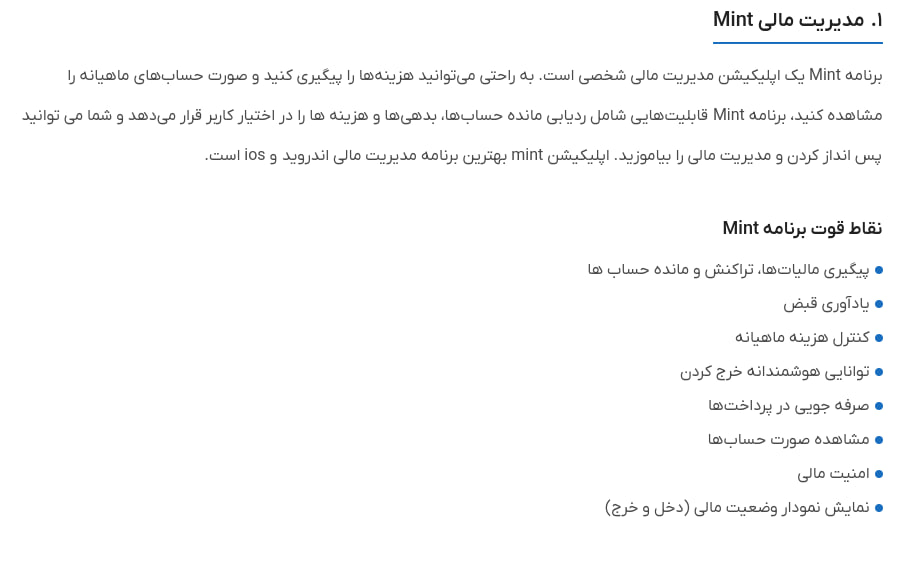 ۱. مدیریت مالی Mint
برنامه Mint یک اپلیکیشن مدیریت مالی شخصی است. به راحتی می‌توانید هزینه‌ها را پیگیری کنید و صورت حساب‌های ماهیانه را
مشاهده کنید، برنامه Mint قابلیت‌هایی شامل ردیابی مانده حساب‌ها، بدهی‌ها و هزینه ها را در اختیار کاربر قرار می‌دهد و شما می توانید
پس انداز کردن و مدیریت مالی را بیاموزید. اپلیکیشن mint بهترین برنامه مدیریت مالی اندروید و ios است.
نقاط قوت برنامه Mint
پیگیری مالیات‌ها، تراکنش و مانده حساب ها
یادآوری قبض
کنترل هزینه ماهیانه
توانایی هوشمندانه خرج کردن
صرفه جویی در پرداخت‌ها
مشاهده صورت حساب‌ها
امنیت مالی
نمایش نمودار وضعیت مالی (دخل و خرج)